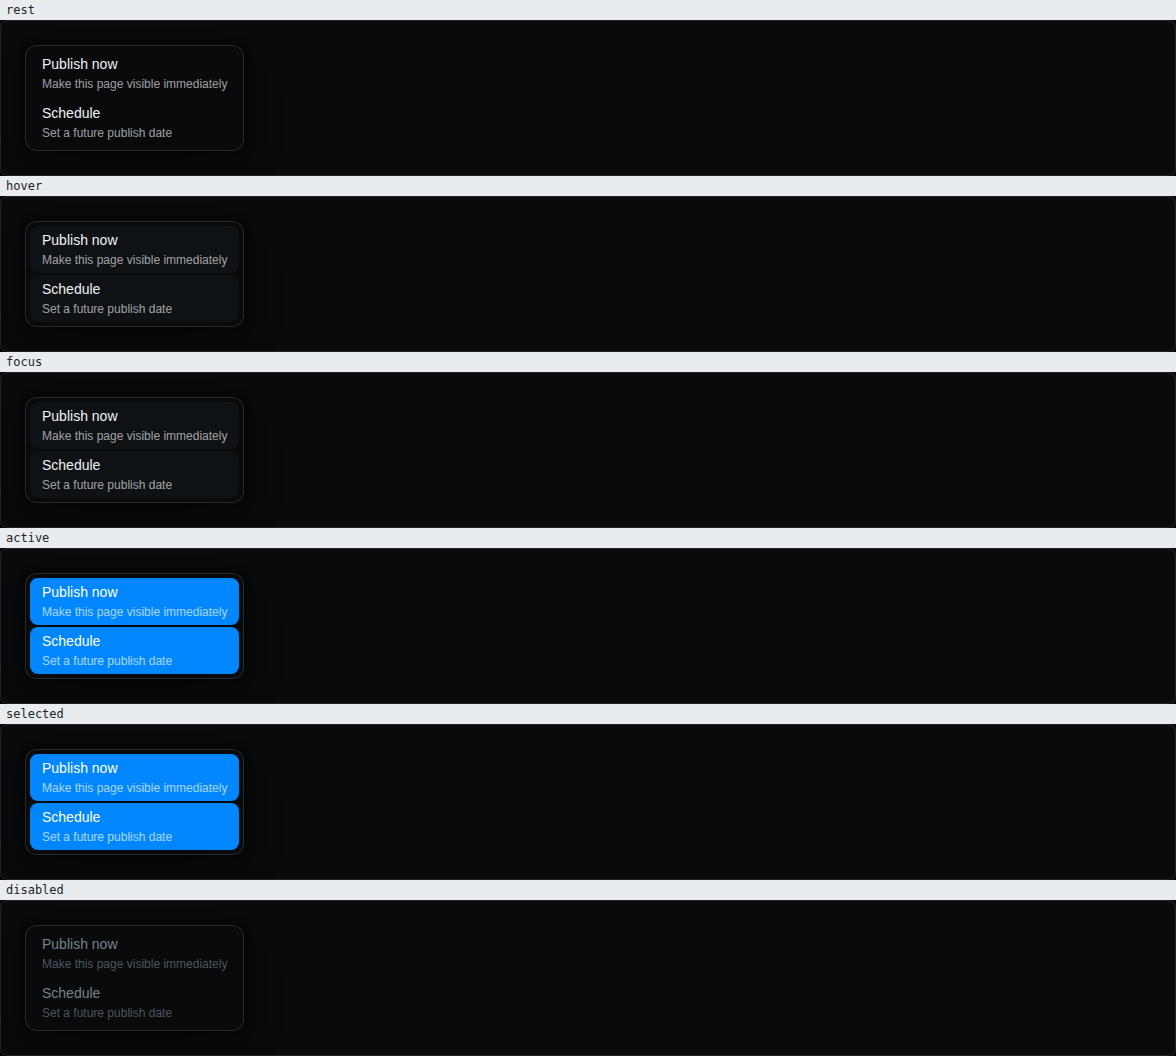 rest
Publish now
Make this page visible immediately
Schedule
Set a future publish date
hover
Publish now
Make this page visible immediately
Schedule
Set a future publish date
focus
Publish now
Make this page visible immediately
Schedule
Set a future publish date
active
Publish now
Make this page visible immediately
Schedule
Set a future publish date
selected
Publish now
Make this page visible immediately
Schedule
Set a future publish date
disabled
Publish now
Make this page visible immediately
Schedule
Set a future publish date